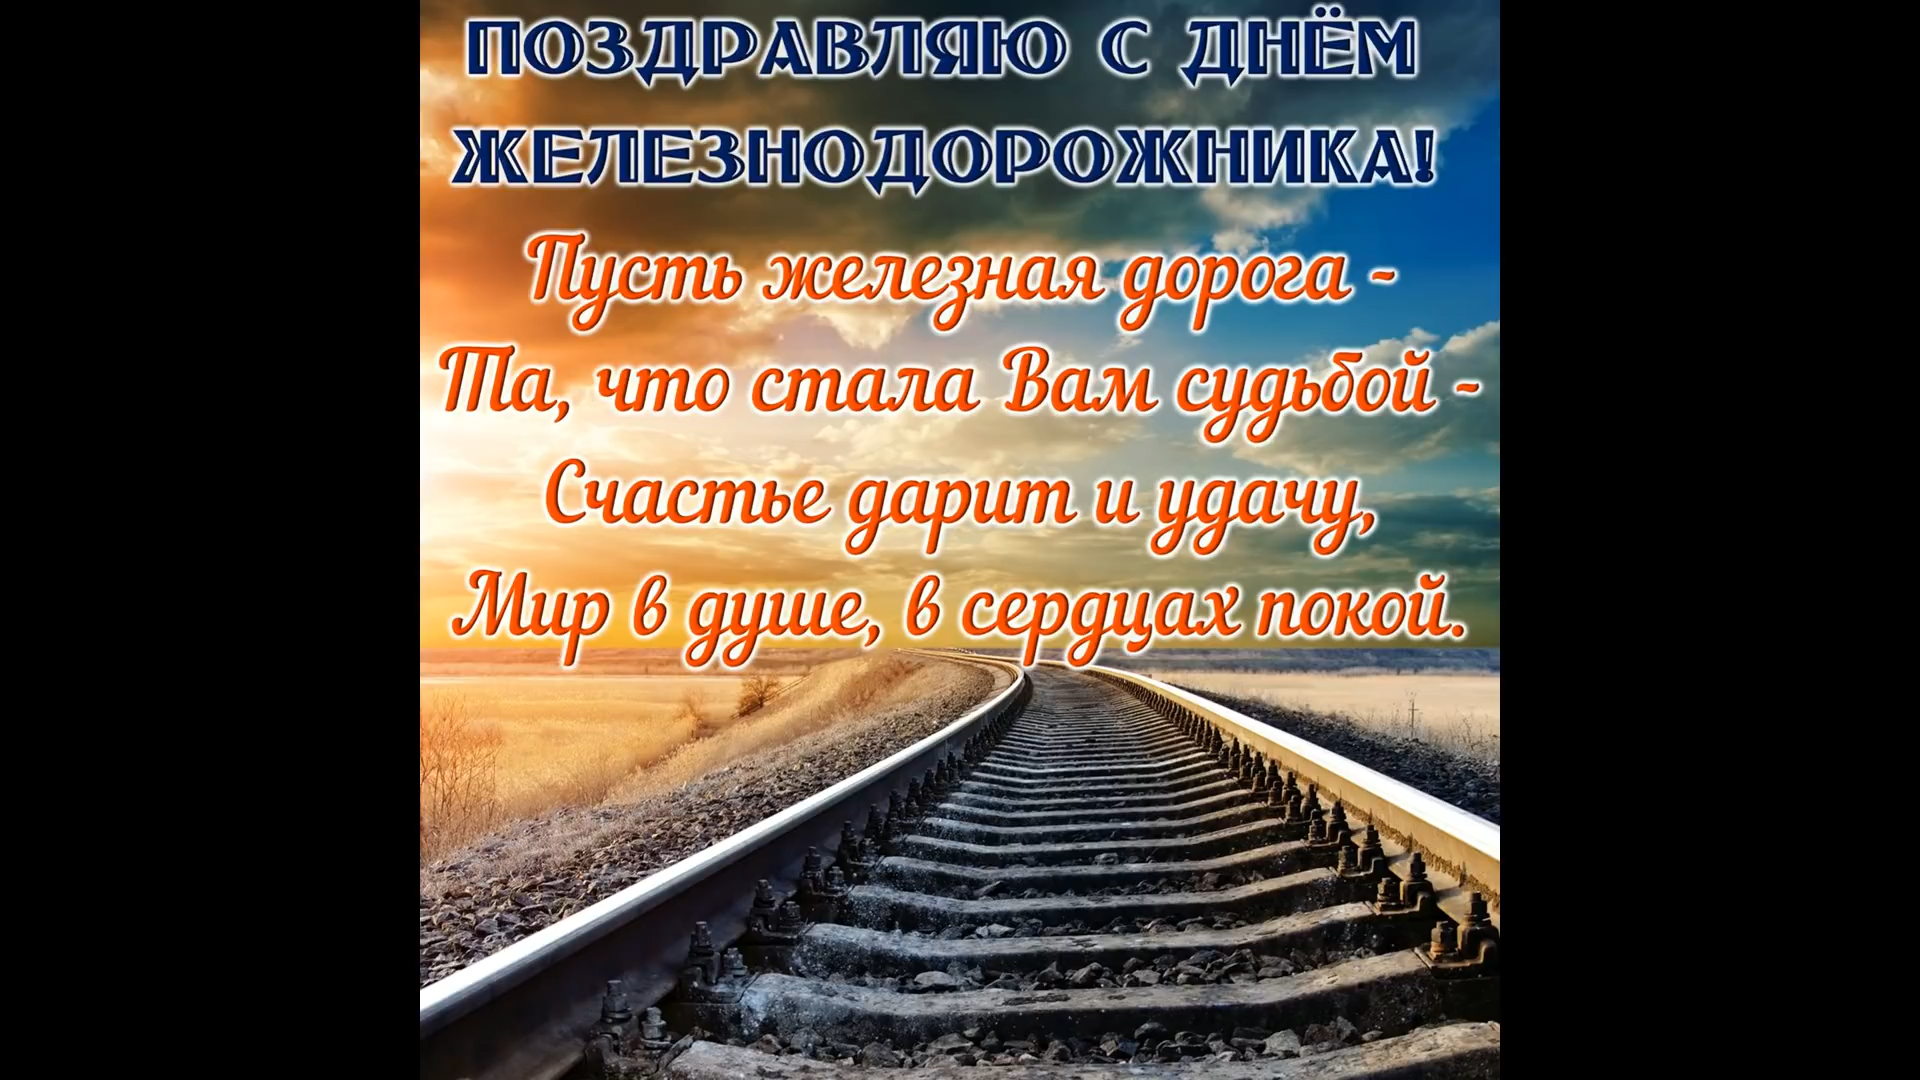 ПОЗДРАВЛЯЮ С ДНЁМ
ЖЕЛЕЗНОДОРОЖНИКА!
Пусть железная дорога -
Та, что стала Вам судьбой -
Счастье дарит и удачу,
Мир в душе, в сердцах покой.